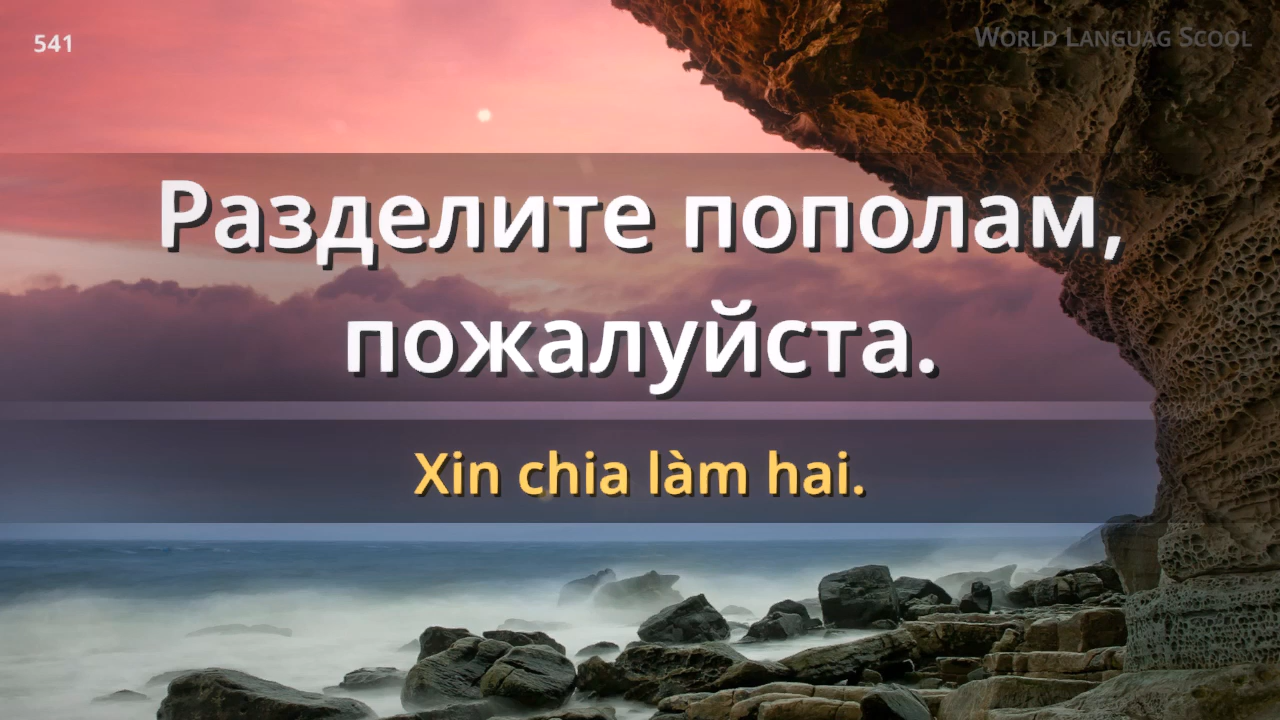 541
World Languag Scool
Разделите пополам,
пожалуйста.
Xin chia làm hai.